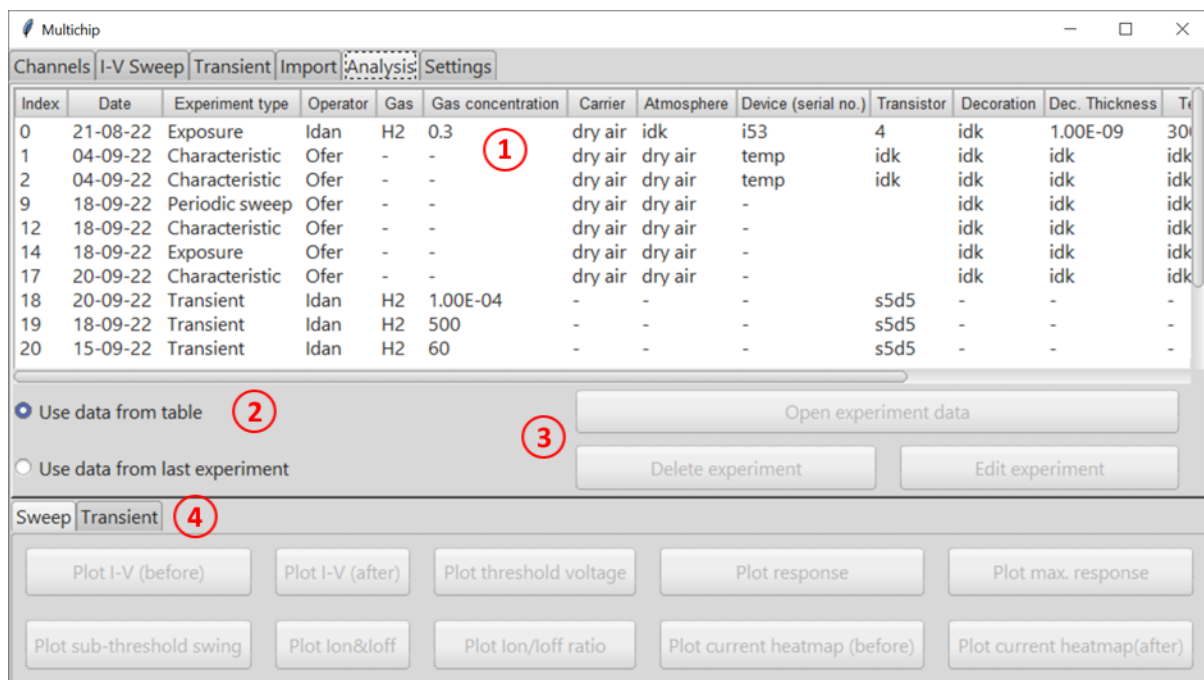 Multichip
Channels I-V Sweep Transient Import Analysis Settings
Index Date Experiment type Operator Gas Gas concentration Carrier Atmosphere Device (serial no.) Transistor Decoration Dec. Thickness
0 21-08-22 Exposure Idan H2 0.3 dry air idk i53 4 idk 1.00E-09
1 04-09-22 Characteristic Ofer - - dry air dry air temp idk idk idk idk
2 04-09-22 Characteristic Ofer - - dry air dry air temp idk idk idk idk
9 18-09-22 Periodic sweep Ofer - - dry air dry air - idk idk idk
12 18-09-22 Characteristic Ofer - - dry air dry air - idk idk idk
14 18-09-22 Exposure Ofer - - dry air dry air - idk idk idk
17 20-09-22 Characteristic Ofer - - dry air dry air - idk idk idk
18 20-09-22 Transient Idan H2 1.00E-04 - - - s5d5 - - -
19 18-09-22 Transient Idan H2 500 - - - s5d5 - - -
20 15-09-22 Transient Idan H2 60 - - - s5d5 - - -
1
Use data from table 2 Open experiment data
3
Use data from last experiment Delete experiment Edit experiment
Sweep Transient 4
Plot I-V (before) Plot I-V (after) Plot threshold voltage Plot response Plot max. response
Plot sub-threshold swing Plot Ion&Ioff Plot Ion/Ioff ratio Plot current heatmap (before) Plot current heatmap(after)